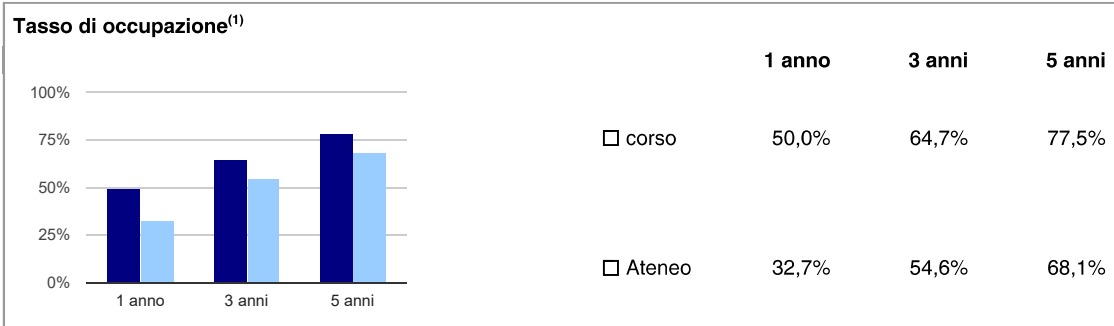 Tasso di occupazione(1)
1 anno 3 anni 5 anni
100%
75%
50%
25%
0%
1 anno 3 anni 5 anni
☐ corso 50,0% 64,7% 77,5%
☐ Ateneo 32,7% 54,6% 68,1%